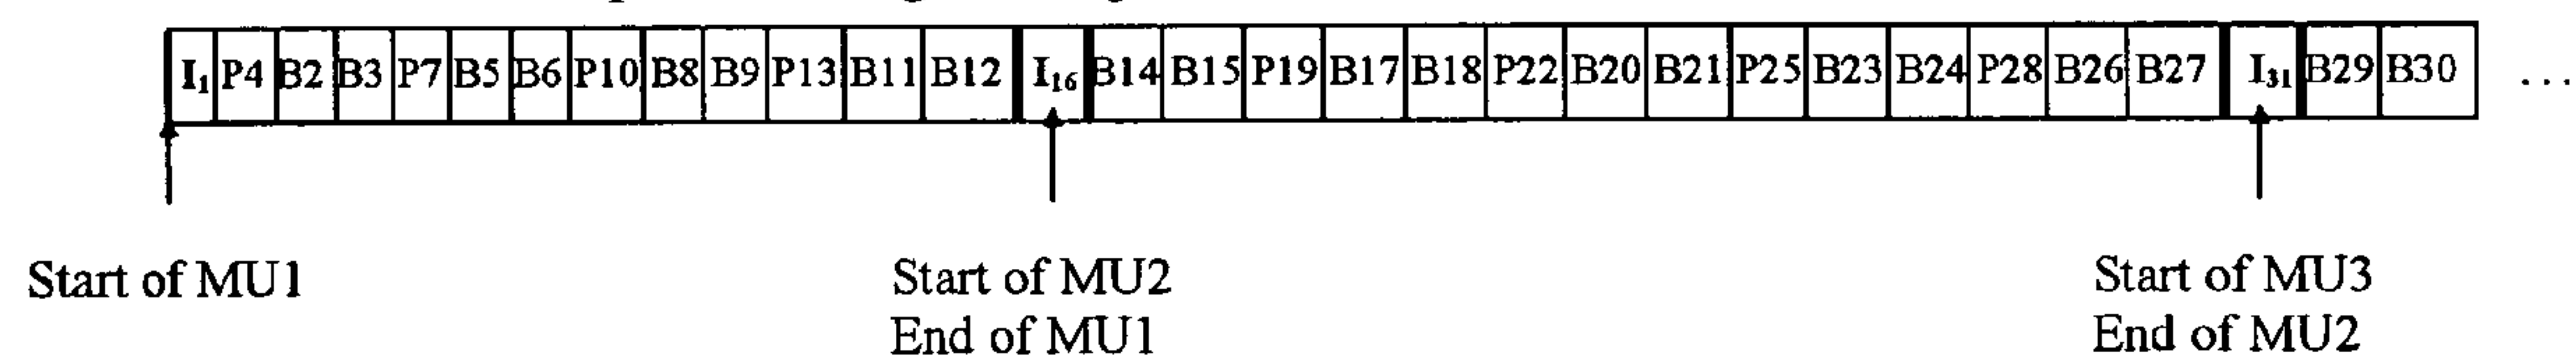 I1 P4 B2 B3 P7 B5 B6 P10 B8 B9 P13 B11 B12 I16 B14 B15 P19 B17 B18 P22 B20 B21 P25 B23 B24 P28 B26 B27 I31 B29 B30 ...
Start of MU1
Start of MU2
End of MU1
Start of MU3
End of MU2